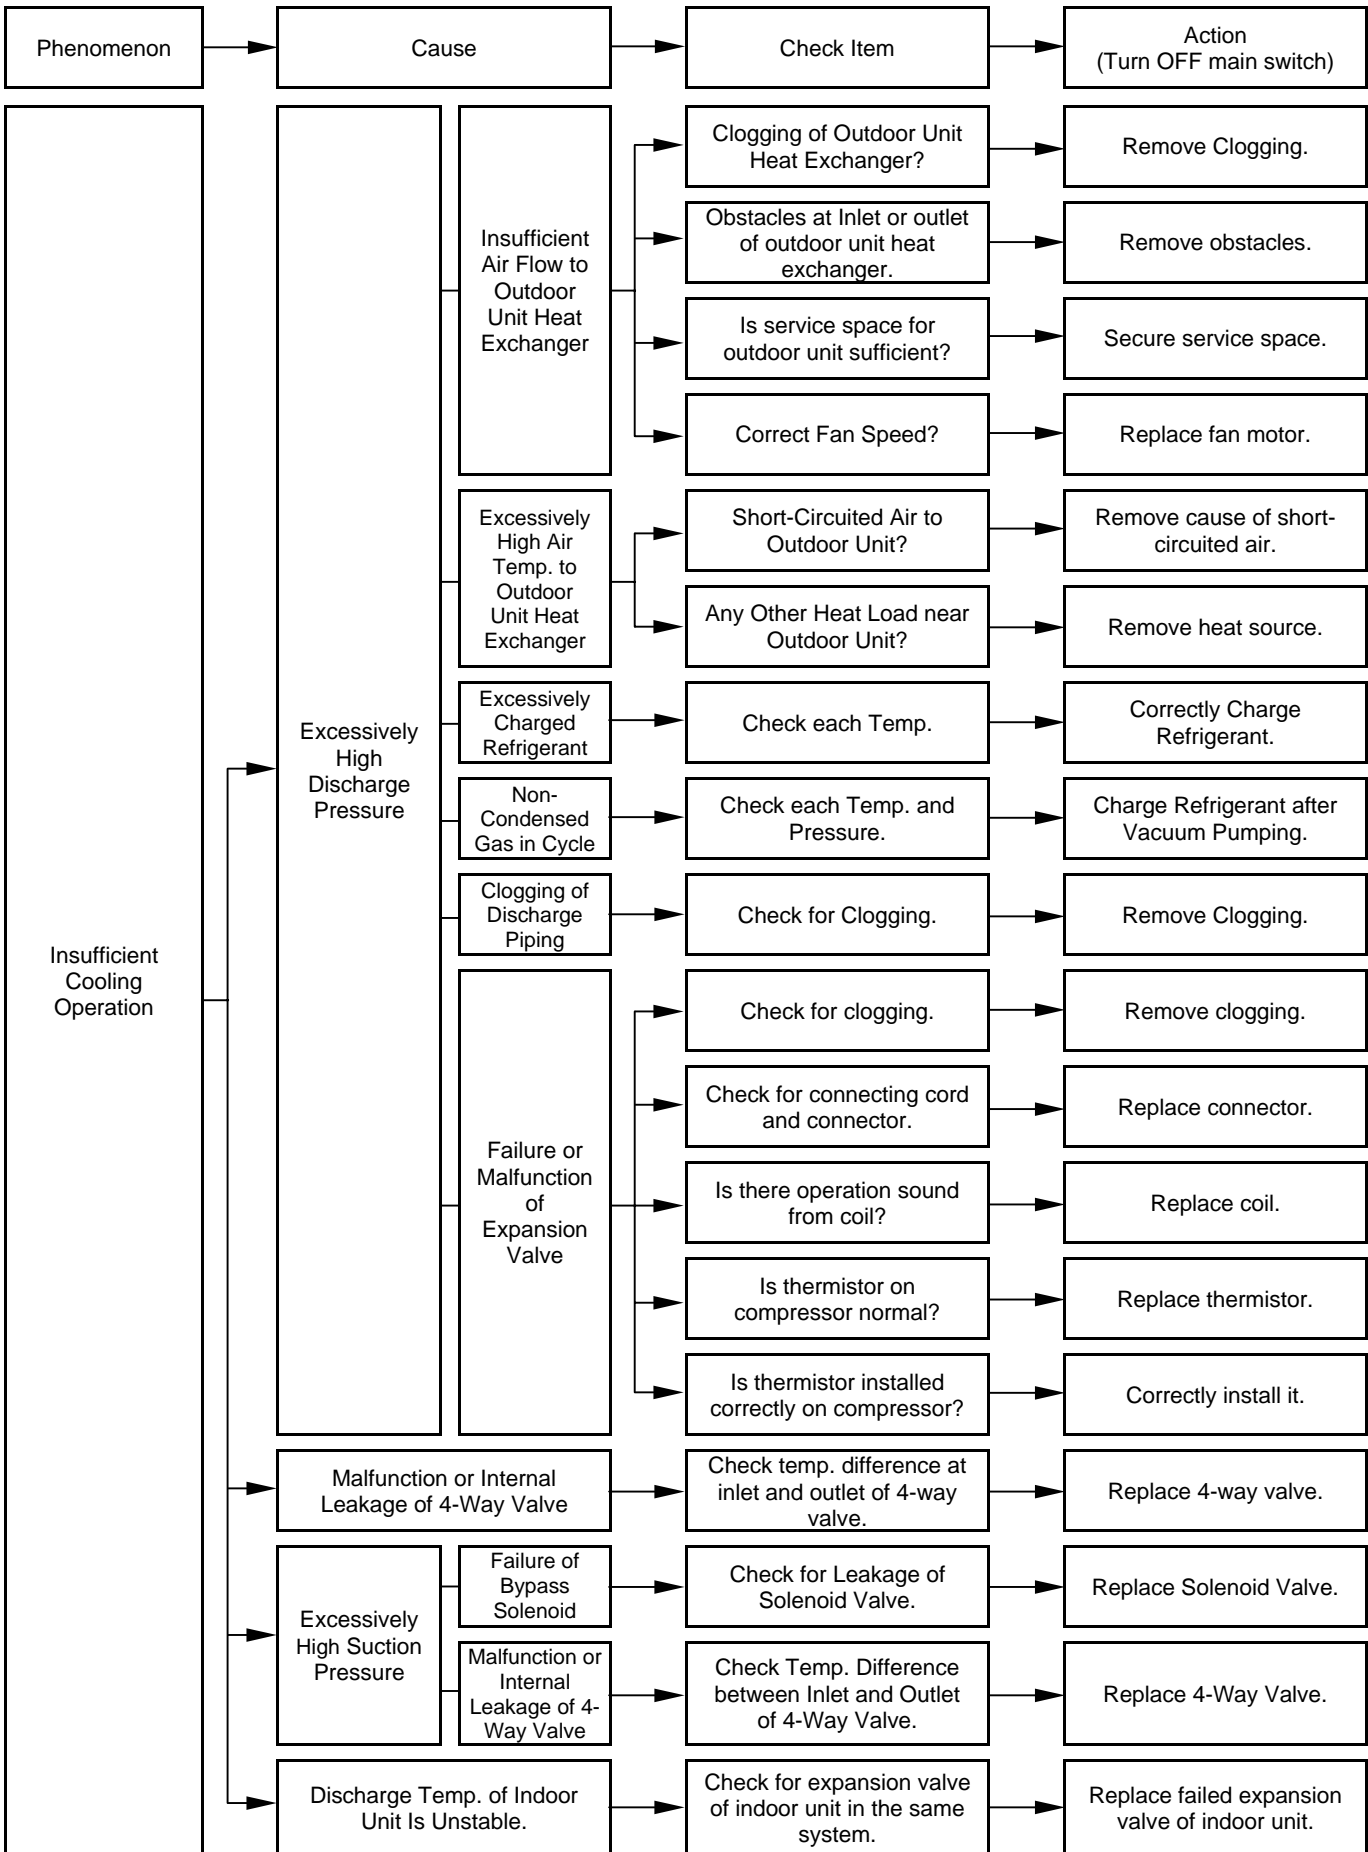 Phenomenon
Cause
Check Item
Action
(Turn OFF main switch)
Insufficient
Cooling
Operation
Excessively
High
Discharge
Pressure
Insufficient
Air Flow to
Outdoor
Unit Heat
Exchanger
Clogging of Outdoor Unit
Heat Exchanger?
Remove Clogging.
Obstacles at Inlet or outlet
of outdoor unit heat
exchanger.
Remove obstacles.
Is service space for
outdoor unit sufficient?
Secure service space.
Correct Fan Speed?
Replace fan motor.
Excessively
High Air
Temp. to
Outdoor
Unit Heat
Exchanger
Short-Circuited Air to
Outdoor Unit?
Remove cause of short-
circuited air.
Any Other Heat Load near
Outdoor Unit?
Remove heat source.
Excessively
Charged
Refrigerant
Check each Temp.
Correctly Charge
Refrigerant.
Non-
Condensed
Gas in Cycle
Check each Temp. and
Pressure.
Charge Refrigerant after
Vacuum Pumping.
Clogging of
Discharge
Piping
Check for Clogging.
Remove Clogging.
Failure or
Malfunction
of
Expansion
Valve
Check for clogging.
Remove clogging.
Check for connecting cord
and connector.
Replace connector.
Is there operation sound
from coil?
Replace coil.
Is thermistor on
compressor normal?
Replace thermistor.
Is thermistor installed
correctly on compressor?
Correctly install it.
Malfunction or Internal
Leakage of 4-Way Valve
Check temp. difference at
inlet and outlet of 4-way
valve.
Replace 4-way valve.
Excessively
High Suction
Pressure
Failure of
Bypass
Solenoid
Check for Leakage of
Solenoid Valve.
Replace Solenoid Valve.
Malfunction or
Internal
Leakage of 4-
Way Valve
Check Temp. Difference
between Inlet and Outlet
of 4-Way Valve.
Replace 4-Way Valve.
Discharge Temp. of Indoor
Unit Is Unstable.
Check for expansion valve
of indoor unit in the same
system.
Replace failed expansion
valve of indoor unit.